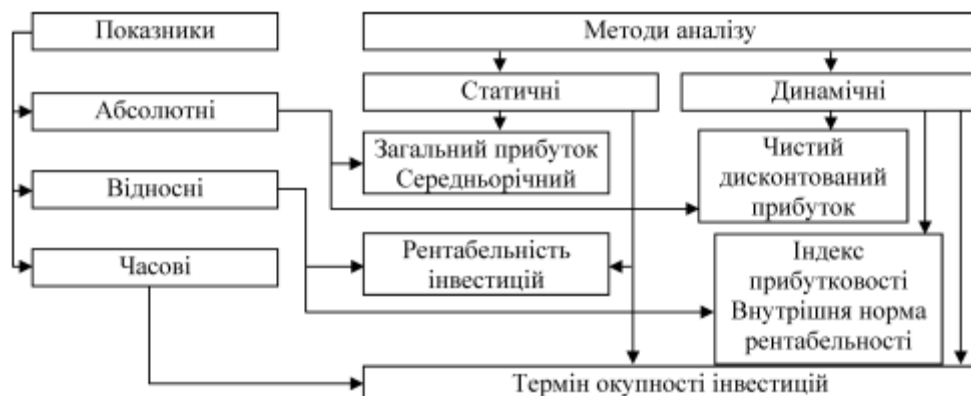 Показники
Методи аналізу
Статичні
Динамічні
Абсолютні
Загальний прибуток
Середньорічний
Чистий
дисконтований
прибуток
Відносні
Рентабельність
інвестицій
Часові
Індекс
прибутковості
Внутрішня норма
рентабельності
Термін окупності інвестицій